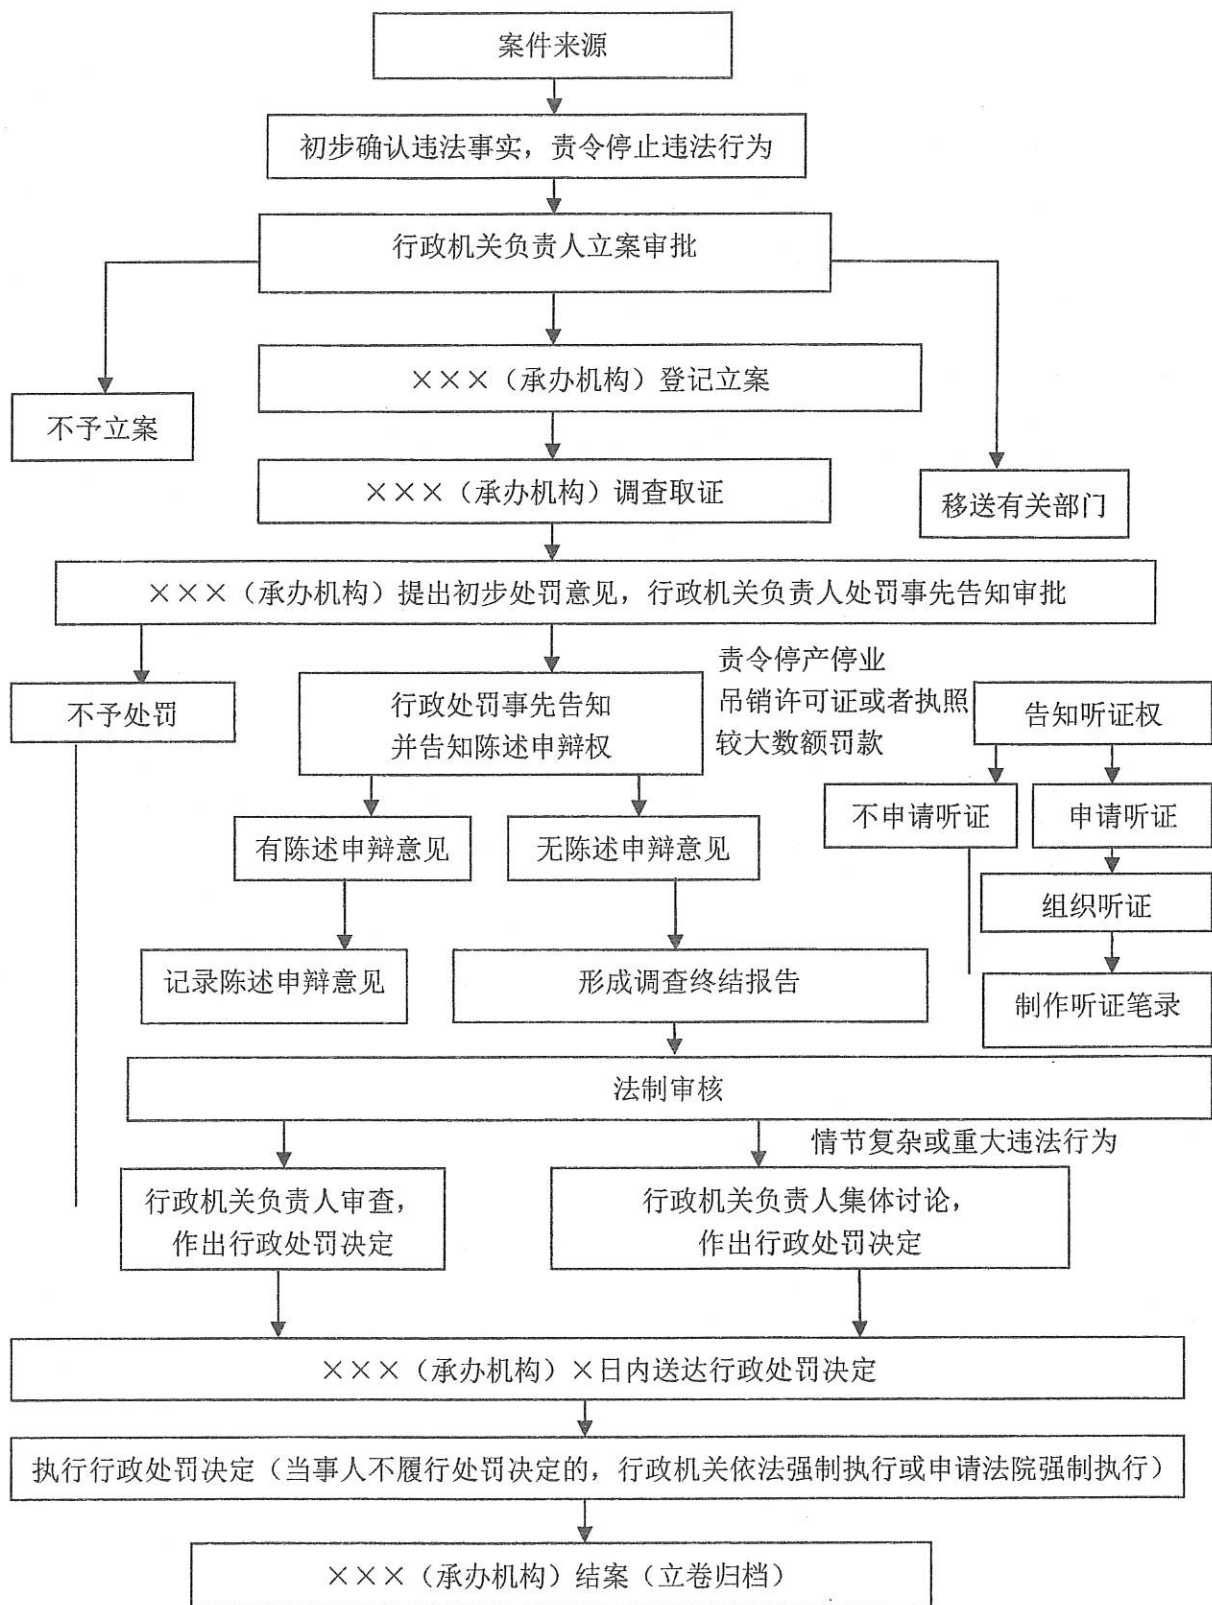 案件来源
初步确认违法事实，责令停止违法行为
行政机关负责人立案审批
×××（承办机构）登记立案
不予立案
×××（承办机构）调查取证
移送有关部门
×××（承办机构）提出初步处罚意见，行政机关负责人处罚事先告知审批
不予处罚
行政处罚事先告知
并告知陈述申辩权
责令停产停业
吊销许可证或者执照
较大数额罚款
告知听证权
不申请听证
申请听证
有陈述申辩意见
无陈述申辩意见
组织听证
记录陈述申辩意见
形成调查终结报告
制作听证笔录
法制审核
情节复杂或重大违法行为
行政机关负责人审查，
作出行政处罚决定
行政机关负责人集体讨论，
作出行政处罚决定
×××（承办机构）×日内送达行政处罚决定
执行行政处罚决定（当事人不履行处罚决定的，行政机关依法强制执行或申请法院强制执行）
×××（承办机构）结案（立卷归档）